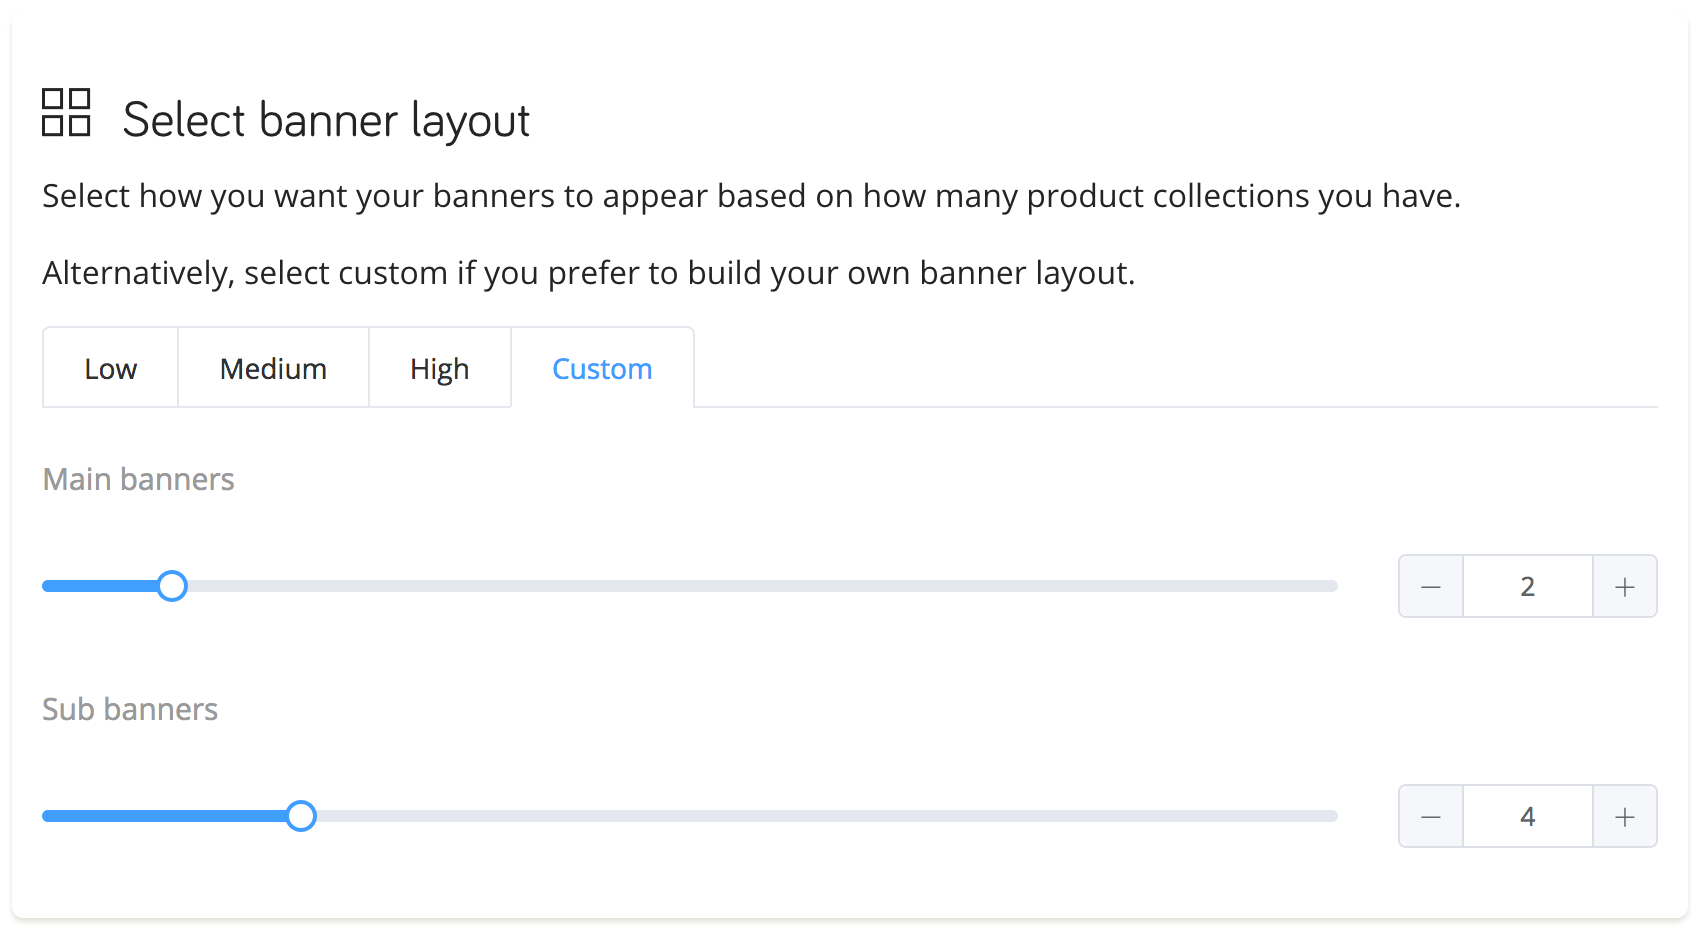 Select banner layout
Select how you want your banners to appear based on how many product collections you have.
Alternatively, select custom if you prefer to build your own banner layout.
Low Medium High Custom
Main banners
— 2 +
Sub banners
— 4 +